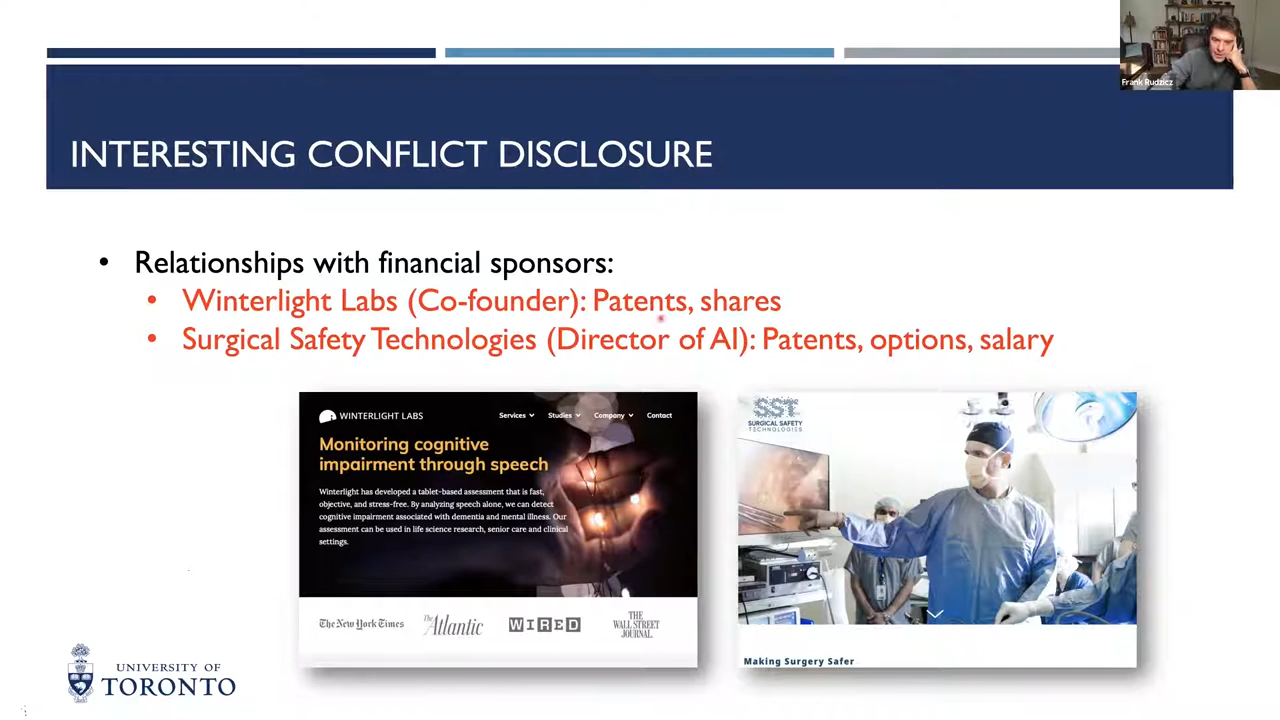 Frank Rudzicz
INTERESTING CONFLICT DISCLOSURE
• Relationships with financial sponsors:
• Winterlight Labs (Co-founder): Patents, shares
• Surgical Safety Technologies (Director of AI): Patents, options, salary
WINTERLIGHT LABS
Services Studies Company Contact
Monitoring cognitive
impairment through speech
Winterlight has developed a tablet-based assessment that is fast,
objective, and stress-free. By analyzing speech alone, we can detect
cognitive impairment associated with dementia and mental illness. Our
assessment can be used in life science research, senior care and clinical
settings.
The New York Times
The Atlantic
WIRED
THE
WALL STREET
JOURNAL
SST
SURGICAL SAFETY
TECHNOLOGIES
Making Surgery Safer
UNIVERSITY OF
TORONTO